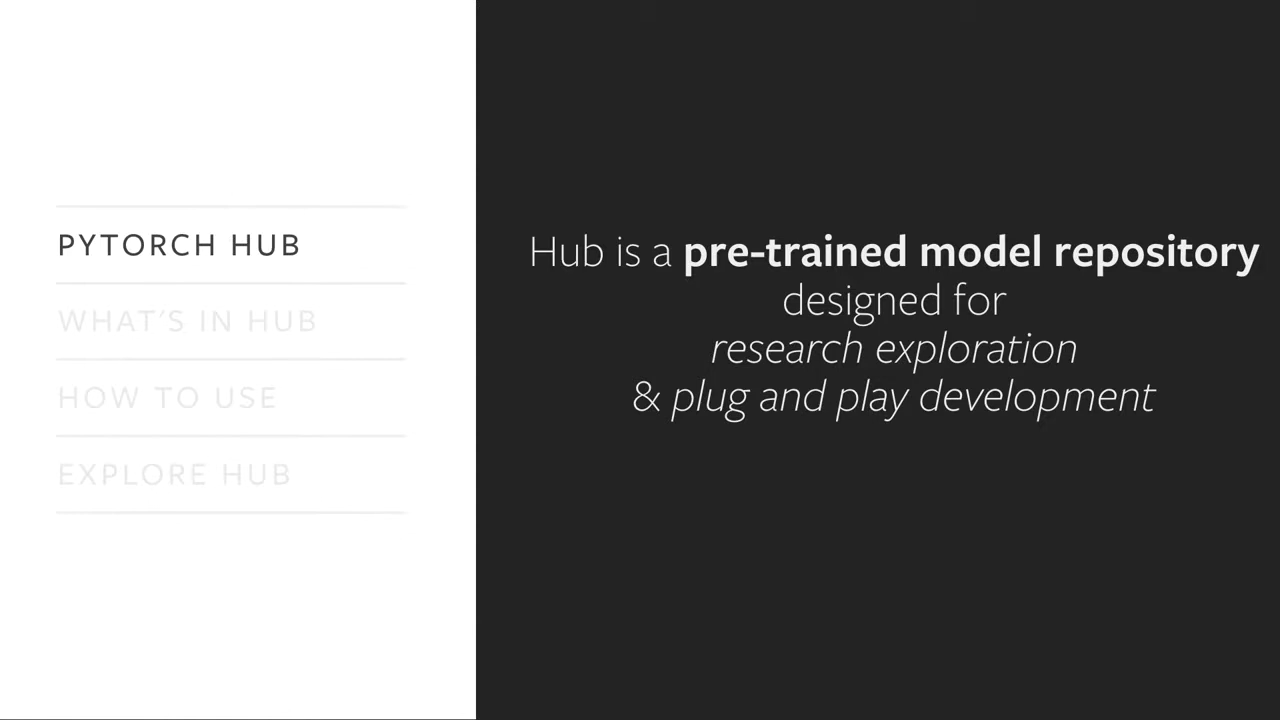 PYTORCH HUB
WHAT'S IN HUB
HOW TO USE
EXPLORE HUB
Hub is a pre-trained model repository
designed for
research exploration
& plug and play development